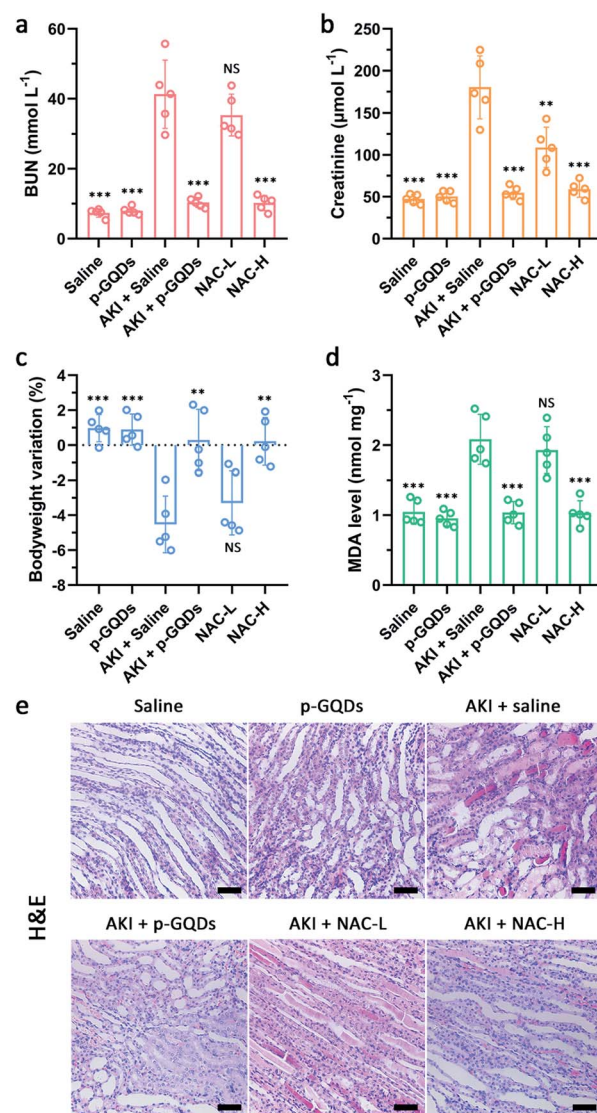 a
BUN (mmol L⁻¹)
60
40
20
0
***
***
***
NS
***
Saline
p-GQDs
AKI + Saline
AKI + p-GQDs
NAC-L
NAC-H
b
Creatinine (µmol L⁻¹)
250
200
150
100
50
0
***
***
***
**
***
Saline
p-GQDs
AKI + Saline
AKI + p-GQDs
NAC-L
NAC-H
c
Bodyweight variation (%)
4
2
0
-2
-4
-6
-8
***
***
**
NS
**
Saline
p-GQDs
AKI + Saline
AKI + p-GQDs
NAC-L
NAC-H
d
MDA level (nmol mg⁻¹)
3
2
1
0
***
***
***
NS
***
Saline
p-GQDs
AKI + Saline
AKI + p-GQDs
NAC-L
NAC-H
e
H&E
Saline
p-GQDs
AKI + saline
AKI + p-GQDs
AKI + NAC-L
AKI + NAC-H